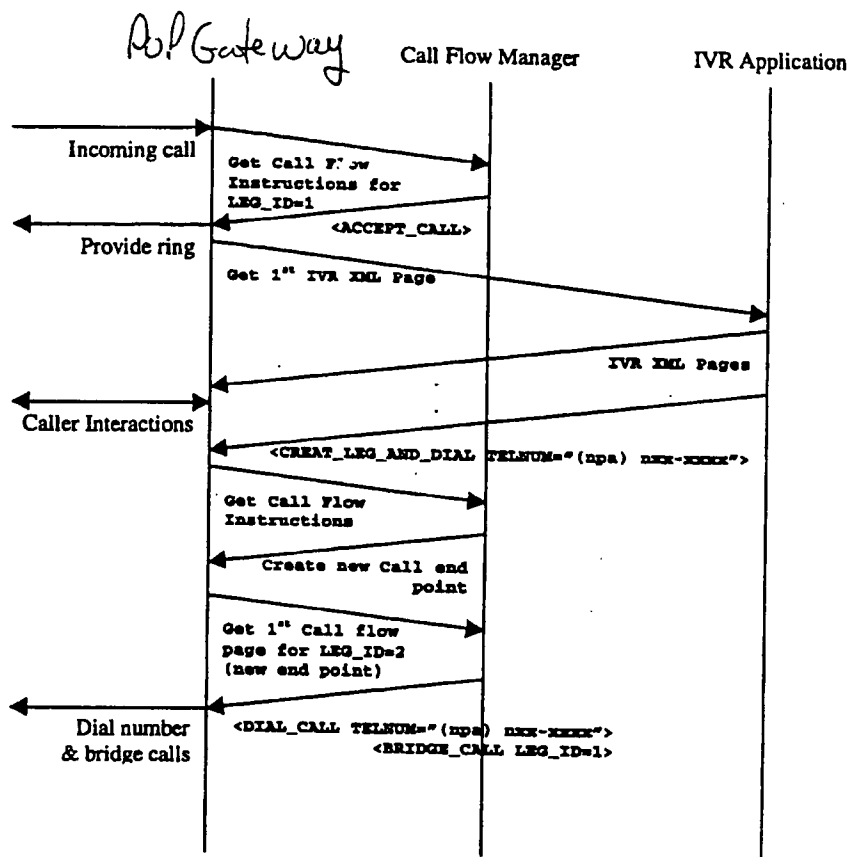 PoP Gateway
Call Flow Manager
IVR Application
Incoming call
Get Call Flow
Instructions for
LEG_ID=1
<ACCEPT_CALL>
Provide ring
Get 1st IVR XML Page
IVR XML Pages
Caller Interactions
<CREAT_LEG_AND_DIAL TELNUM="(npa) nxx-xxxx">
Get Call Flow
Instructions
Create new Call end
point
Get 1st Call flow
page for LEG_ID=2
(new end point)
Dial number
& bridge calls
<DIAL_CALL TELNUM="(npa) nxx-xxxx">
<BRIDGE_CALL LEG_ID=1>